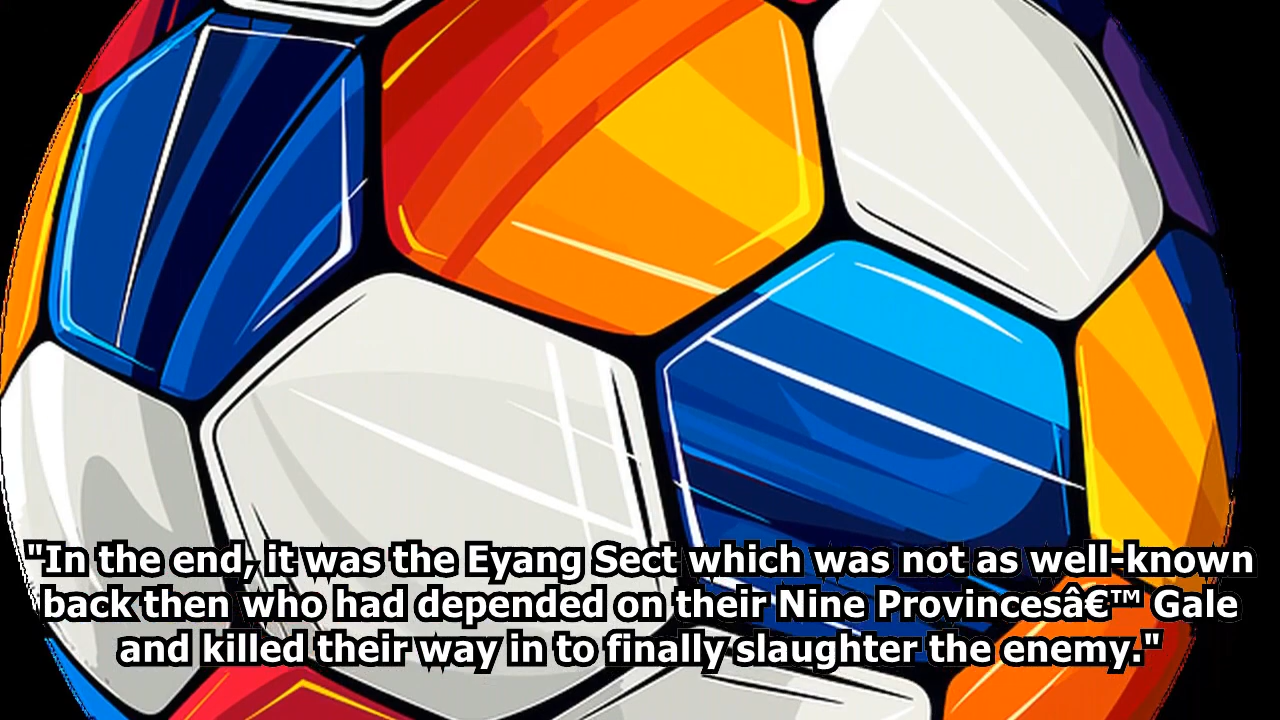 "In the end, it was the Eyang Sect which was not as well-known
back then who had depended on their Nine Provincesâ€™ Gale
and killed their way in to finally slaughter the enemy."